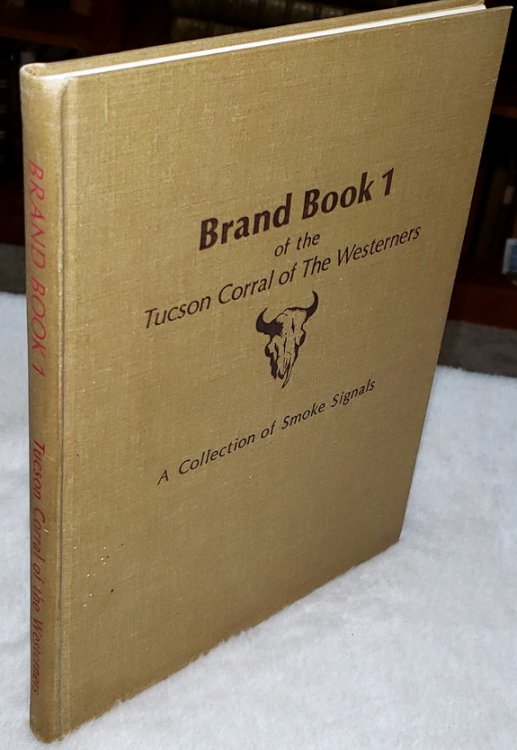 Brand Book 1
of the
Tucson Corral of The Westerners
A Collection of Smoke Signals
BRAND BOOK 1 Tucson Corral of the Westerners